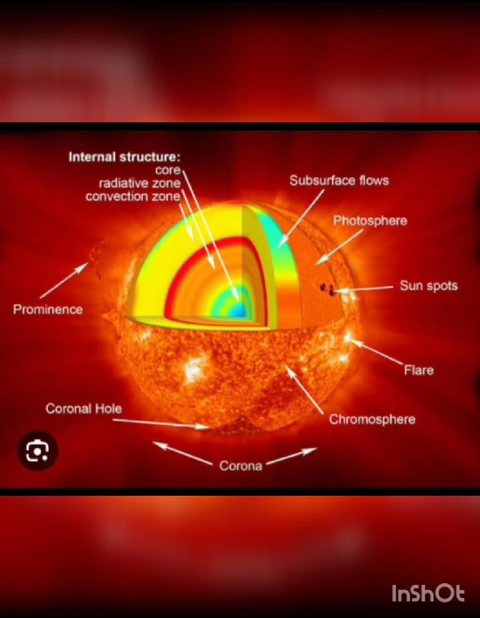 Internal structure:
core
radiative zone
convection zone
Subsurface flows
Photosphere
Sun spots
Prominence
Flare
Coronal Hole
Chromosphere
Corona
InShOt